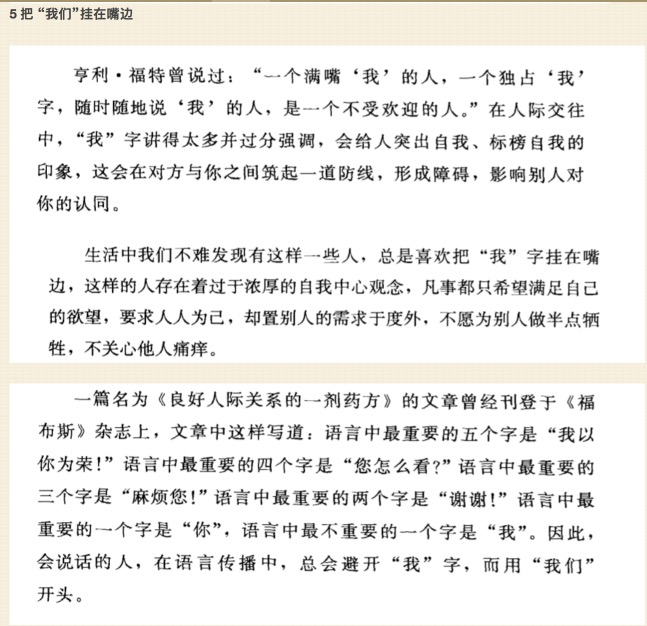 5 把 “我们”挂在嘴边
亨利·福特曾说过：“一个满嘴‘我’的人，一个独占‘我’
字，随时随地说‘我’的人，是一个不受欢迎的人。”在人际交往
中，“我”字讲得太多并过分强调，会给人突出自我、标榜自我的
印象，这会在对方与你之间筑起一道防线，形成障碍，影响别人对
你的认同。
生活中我们不难发现有这样一些人，总是喜欢把“我”字挂在嘴
边，这样的人存在着过于浓厚的自我中心观念，凡事都只希望满足自己
的欲望，要求人人为己，却置别人的需求于度外，不愿为别人做半点牺
牲，不关心他人痛痒。
一篇名为《良好人际关系的一剂药方》的文章曾经刊登于《福
布斯》杂志上，文章中这样写道：语言中最重要的五个字是“我以
你为荣！”语言中最重要的四个字是“您怎么看?”语言中最重要的
三个字是“麻烦您！”语言中最重要的两个字是“谢谢！”语言中最
重要的一个字是“你”，语言中最不重要的一个字是“我”。因此，
会说话的人，在语言传播中，总会避开“我”字，而用“我们”
开头。